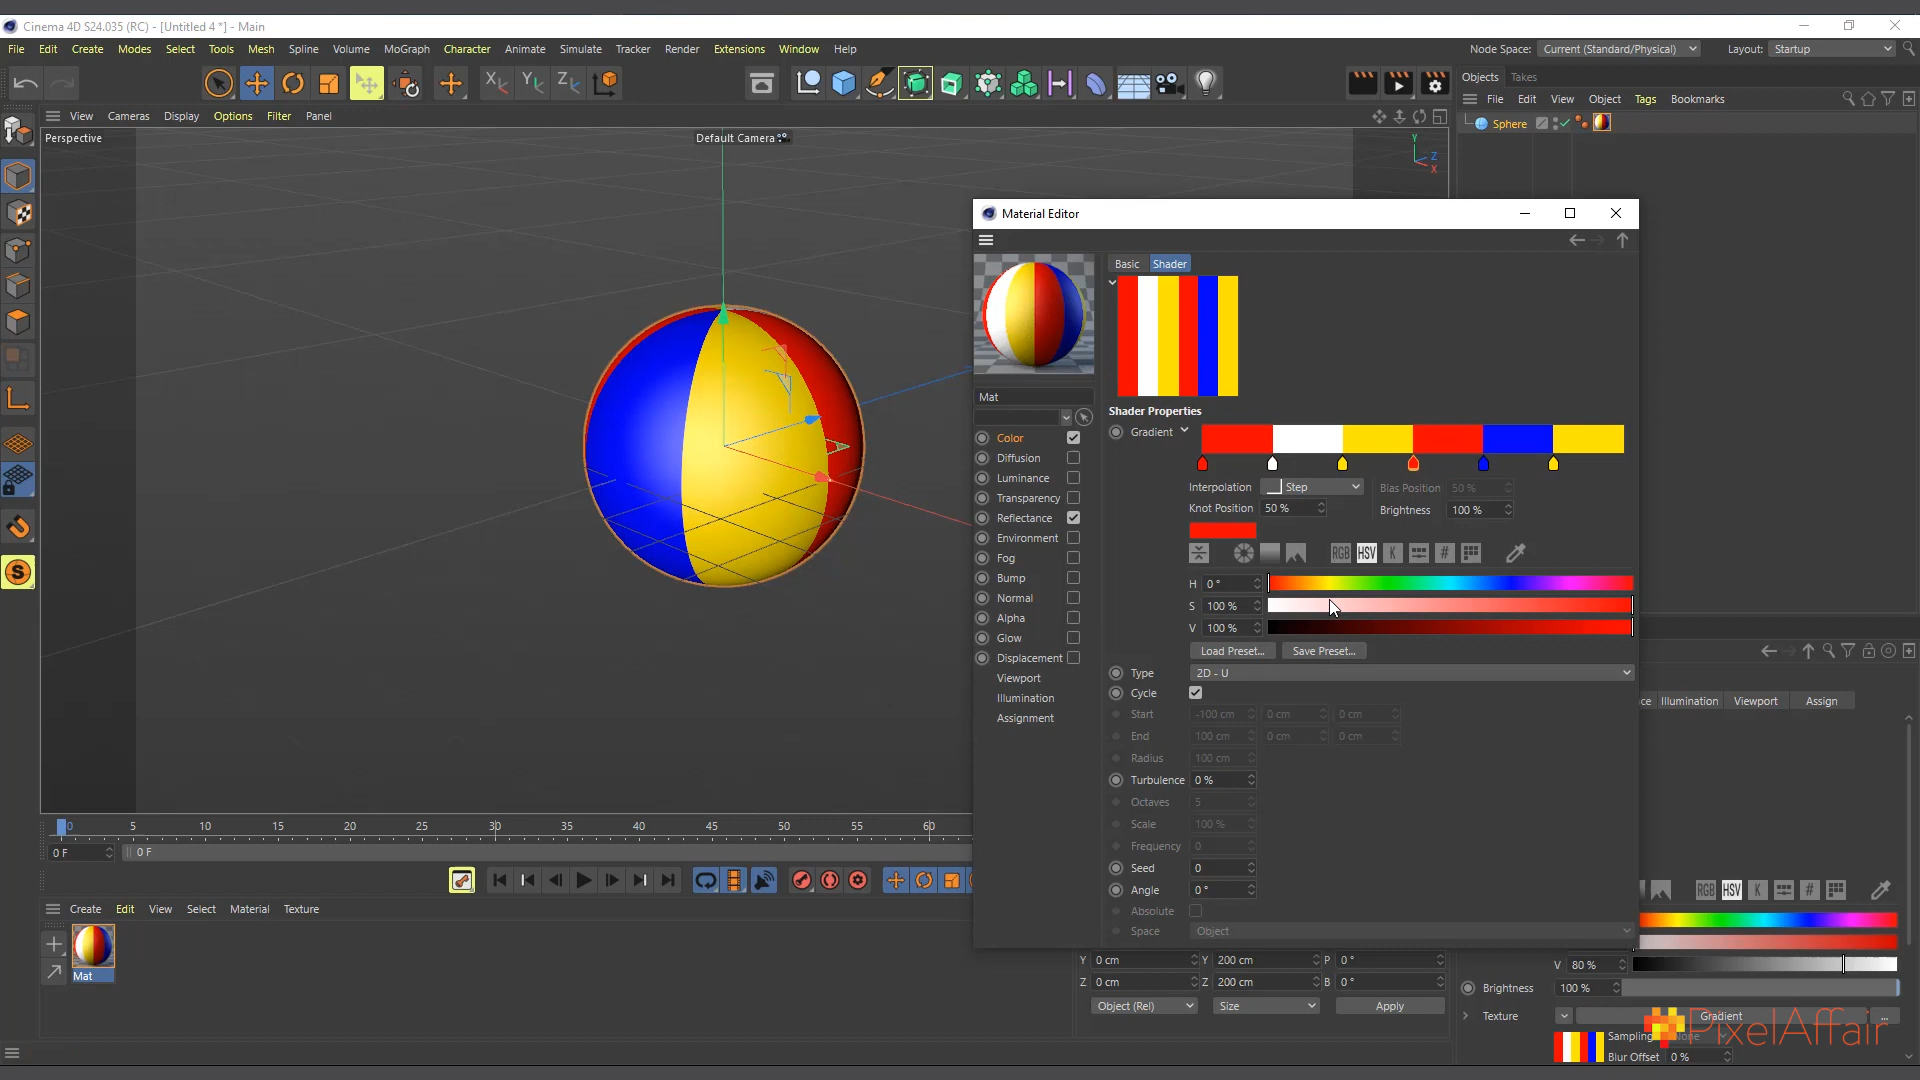 Cinema 4D S24.035 (RC) - [Untitled 4 *] - Main
File Edit Create Modes Select Tools Mesh Spline Volume MoGraph Character Animate Simulate Tracker Render Extensions Window Help
Node Space: Current (Standard/Physical) Layout: Startup
Objects Takes
File Edit View Object Tags Bookmarks
Sphere
View Cameras Display Options Filter Panel
Perspective
Default Camera
Y
Z
X
Material Editor
Basic Shader
Mat
Color
Diffusion
Luminance
Transparency
Reflectance
Environment
Fog
Bump
Normal
Alpha
Glow
Displacement
Viewport
Illumination
Assignment
Shader Properties
Gradient
Interpolation Step Bias Position 50 %
Knot Position 50 % Brightness 100 %
RGB HSV K #
H 0 °
S 100 %
V 100 %
Load Preset... Save Preset...
Type 2D - U
Cycle
Start -100 cm 0 cm 0 cm
End 100 cm 0 cm 0 cm
Radius 100 cm
Turbulence 0 %
Octaves 5
Scale 100 %
Frequency 0
Seed 0
Angle 0 °
Absolute
Space Object
ce Illumination Viewport Assign
RGB HSV K #
V 80 %
Brightness 100 %
Texture Gradient ...
Sampling None
Blur Offset 0 %
PixelAffair
0 5 10 15 20 25 30 35 40 45 50 55 60
0 F 0 F
Create Edit View Select Material Texture
Mat
Y 0 cm Y 200 cm P 0 °
Z 0 cm Z 200 cm B 0 °
Object (Rel) Size Apply